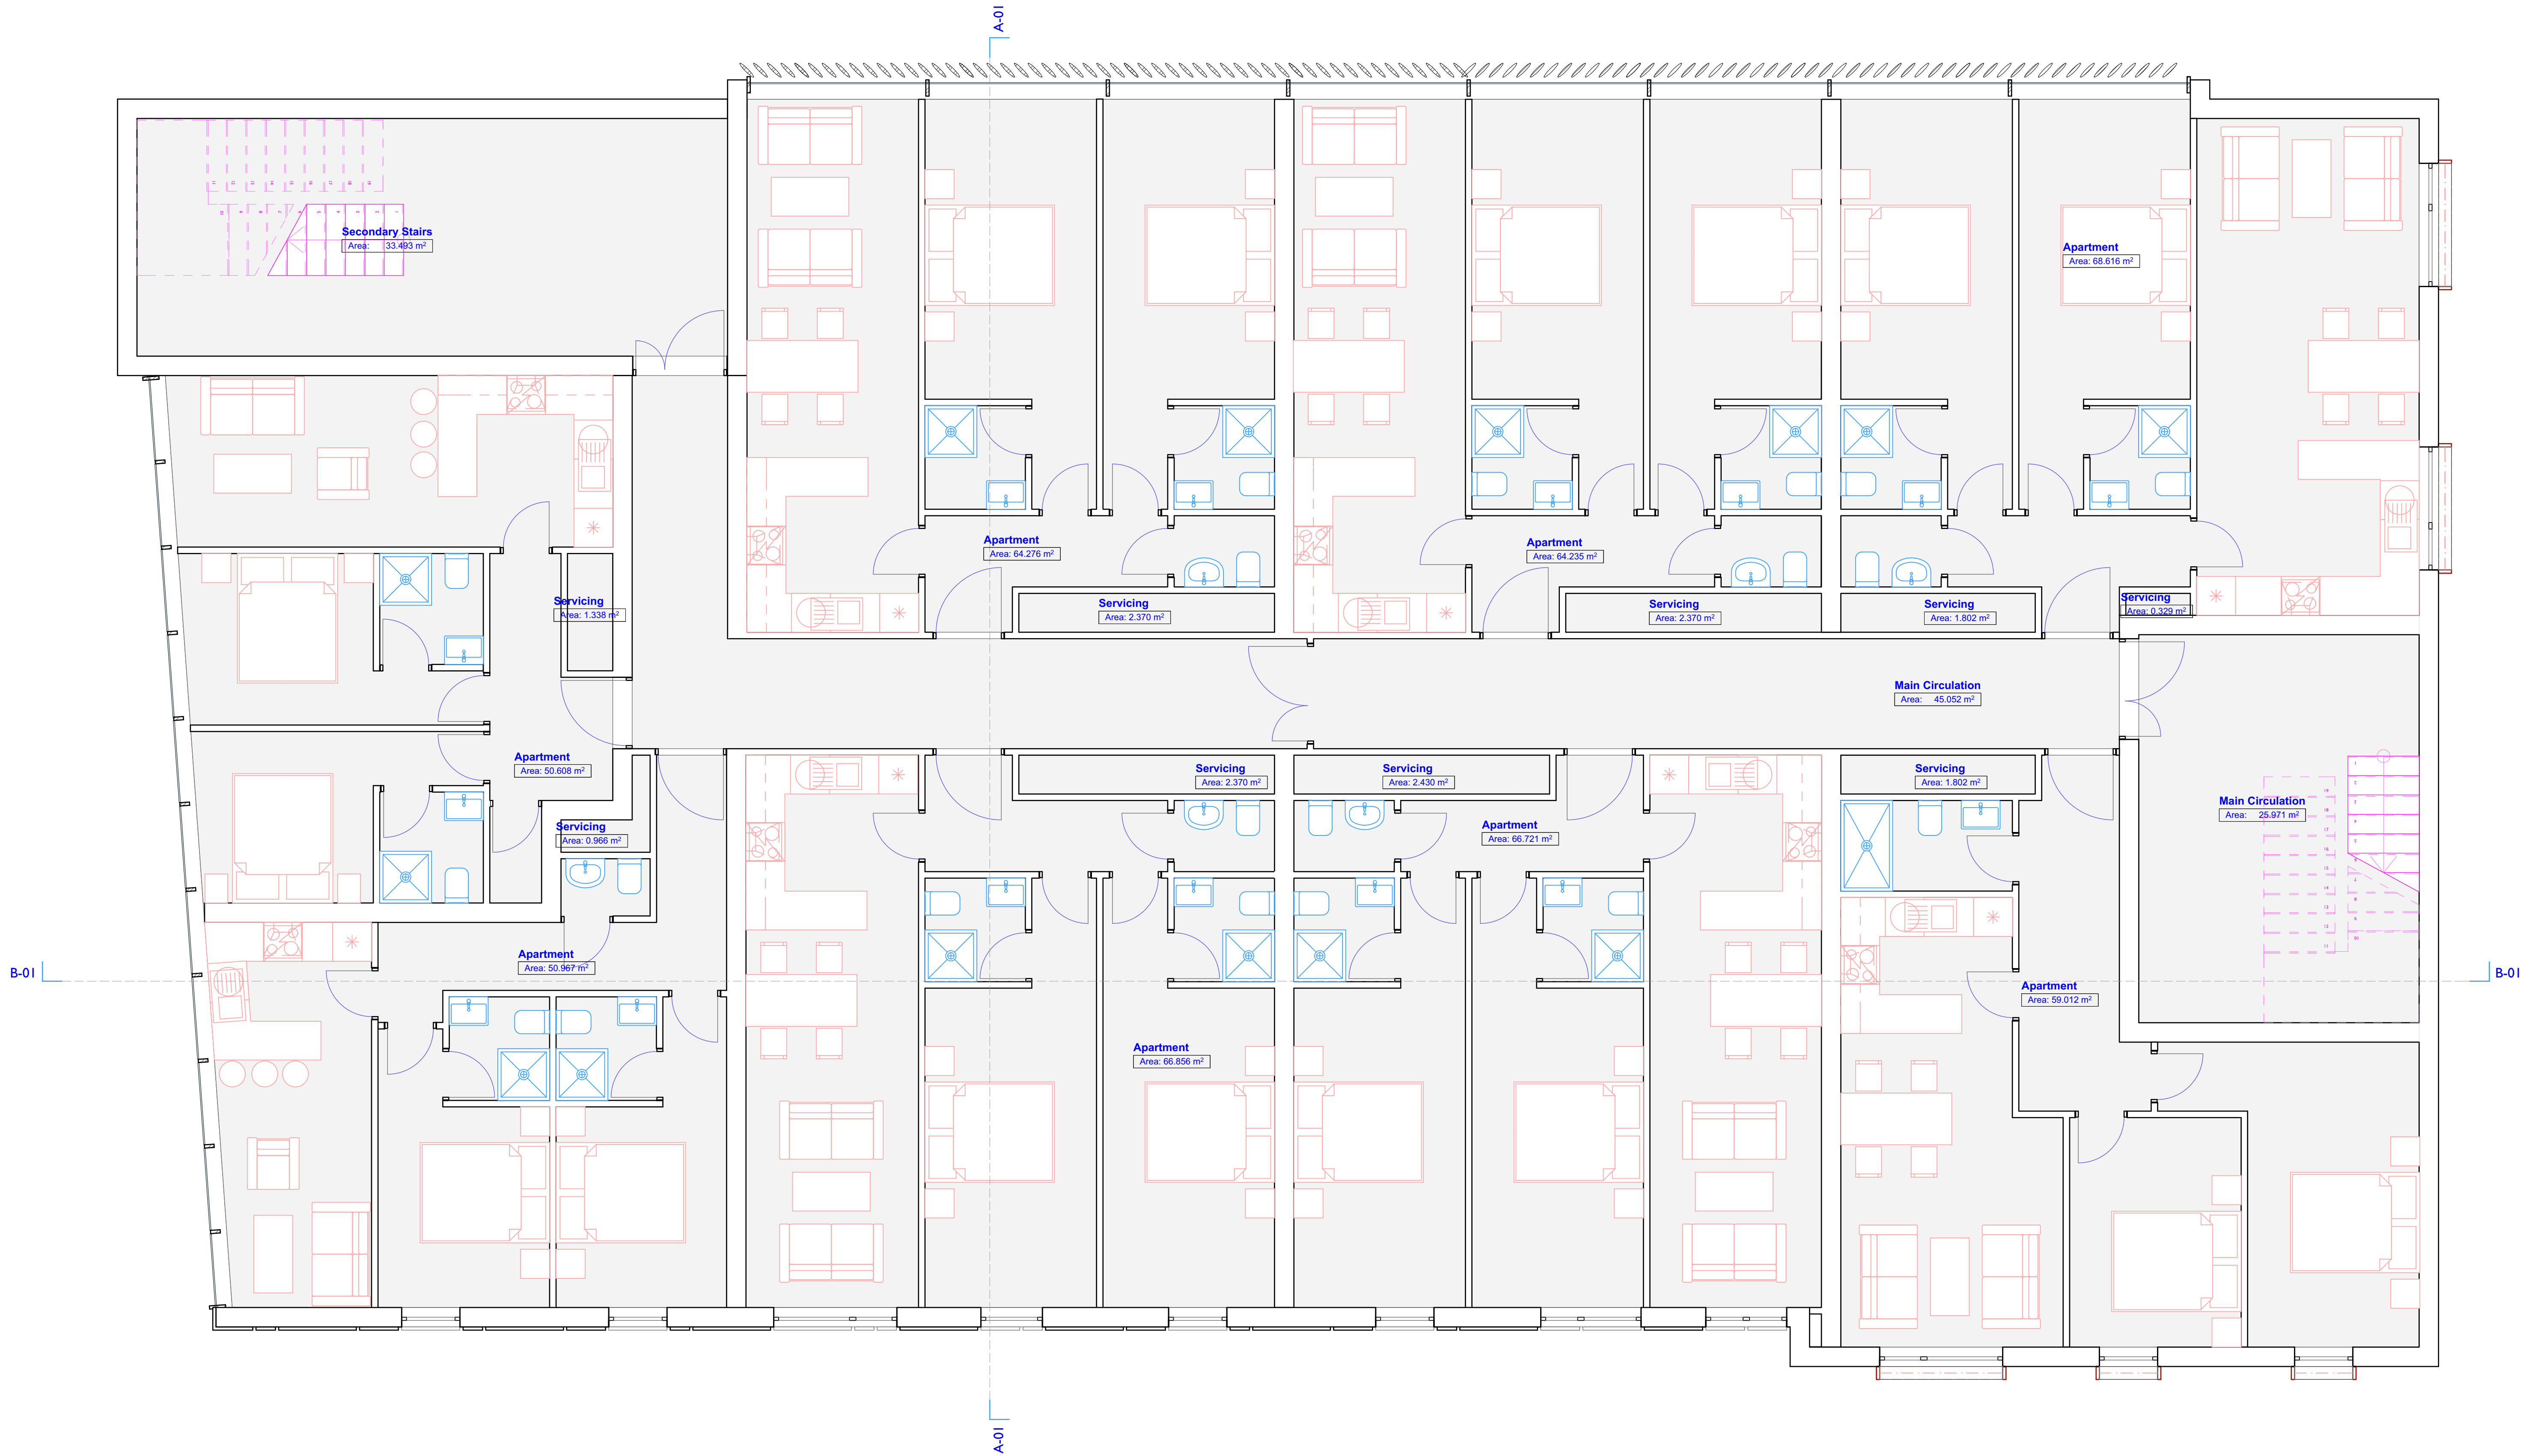 A-01
Secondary Stairs
Area: 33.493 m²
Apartment
Area: 68.616 m²
Apartment
Area: 64.276 m²
Apartment
Area: 64.235 m²
Servicing
Area: 1.338 m²
Servicing
Area: 2.370 m²
Servicing
Area: 2.370 m²
Servicing
Area: 1.802 m²
Servicing
Area: 0.329 m²
Main Circulation
Area: 45.052 m²
Apartment
Area: 50.608 m²
Servicing
Area: 2.370 m²
Servicing
Area: 2.430 m²
Servicing
Area: 1.802 m²
Main Circulation
Area: 25.971 m²
Servicing
Area: 0.966 m²
Apartment
Area: 66.721 m²
Apartment
Area: 50.967 m²
B-01
B-01
Apartment
Area: 59.012 m²
Apartment
Area: 66.856 m²
A-01